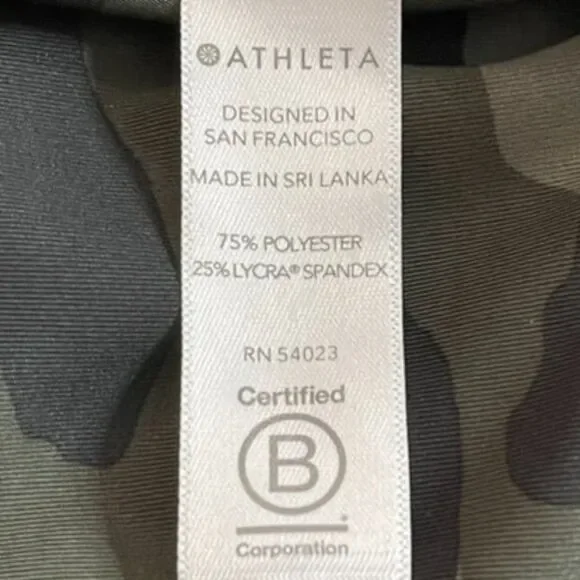 ATHLETA
DESIGNED IN
SAN FRANCISCO
MADE IN SRI LANKA
75% POLYESTER
25% LYCRA® SPANDEX
RN 54023
Certified
B
Corporation